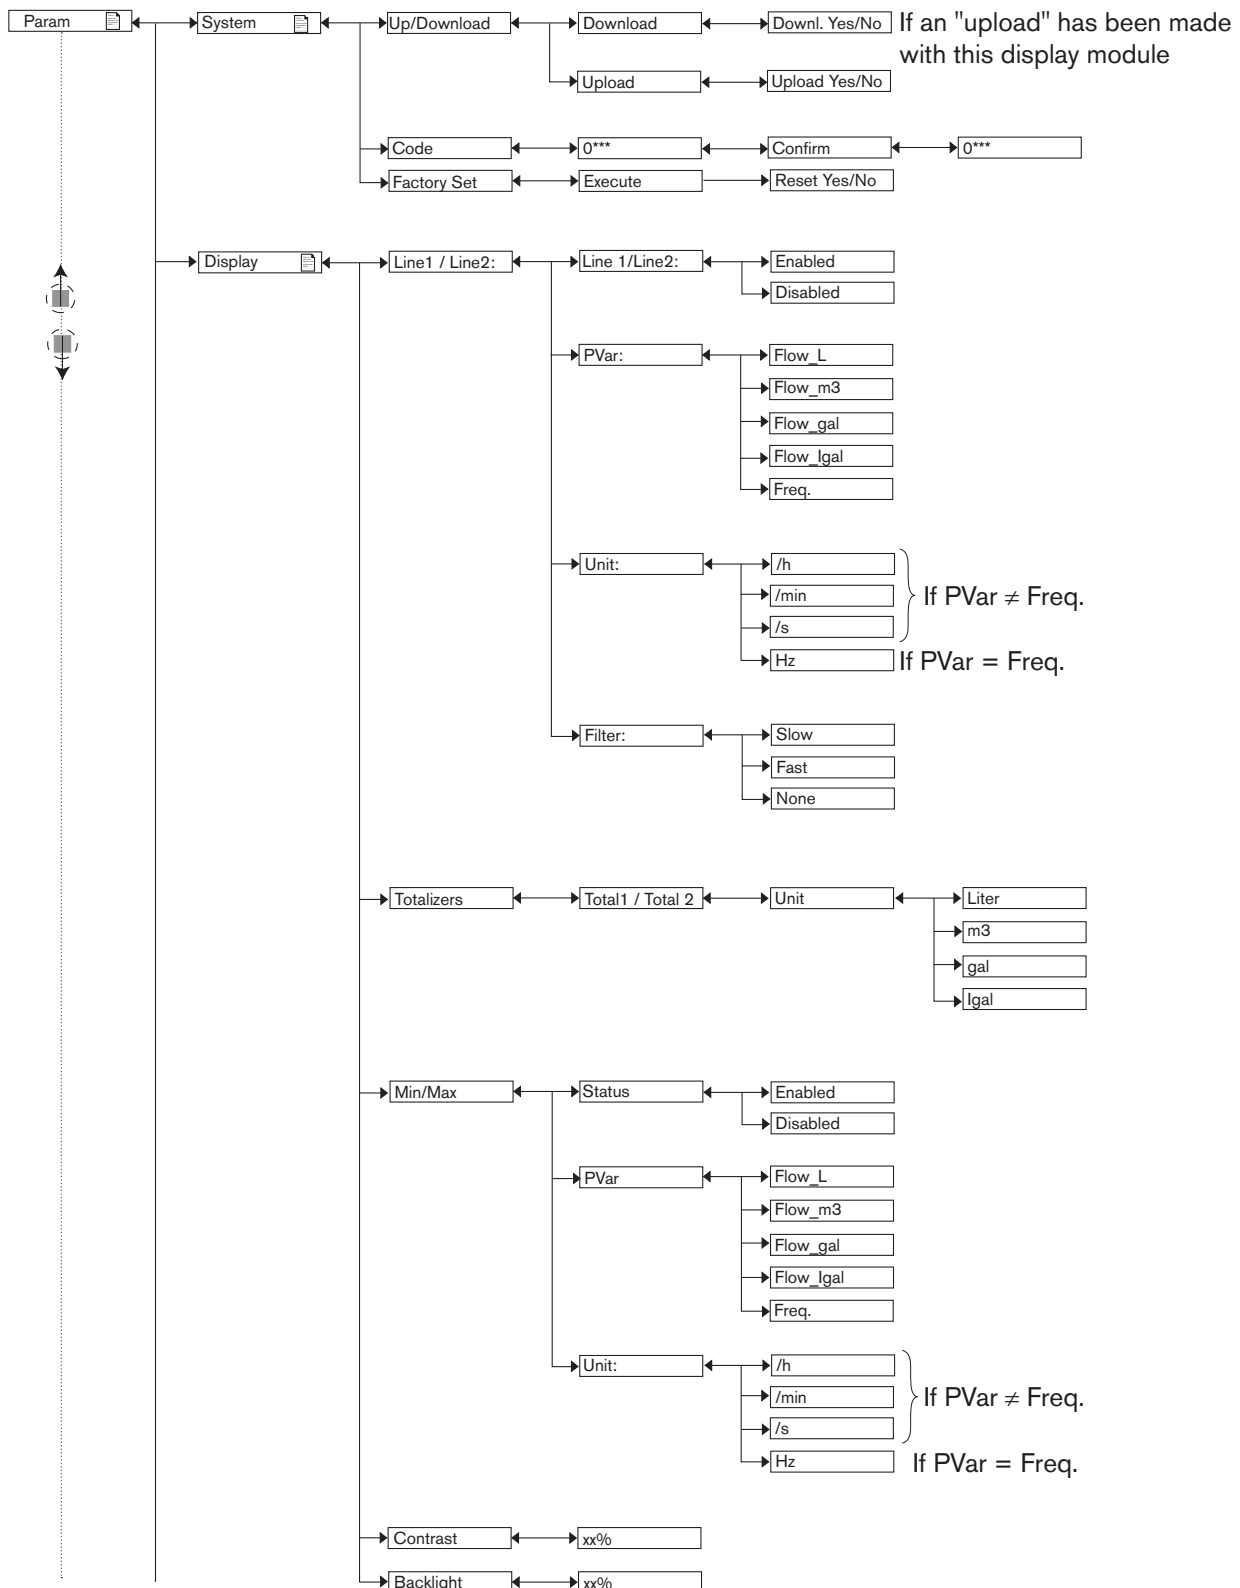 Param System Up/Download Download Downl. Yes/No If an "upload" has been made
with this display module
Upload Upload Yes/No
Code 0*** Confirm 0***
Factory Set Execute Reset Yes/No
Display Line1 / Line2: Line 1/Line2: Enabled
Disabled
PVar: Flow_L
Flow_m3
Flow_gal
Flow_Igal
Freq.
Unit: /h
/min If PVar ≠ Freq.
/s
Hz If PVar = Freq.
Filter: Slow
Fast
None
Totalizers Total1 / Total 2 Unit Liter
m3
gal
Igal
Min/Max Status Enabled
Disabled
PVar Flow_L
Flow_m3
Flow_gal
Flow_Igal
Freq.
Unit: /h
/min If PVar ≠ Freq.
/s
Hz If PVar = Freq.
Contrast xx%
Backlight xx%